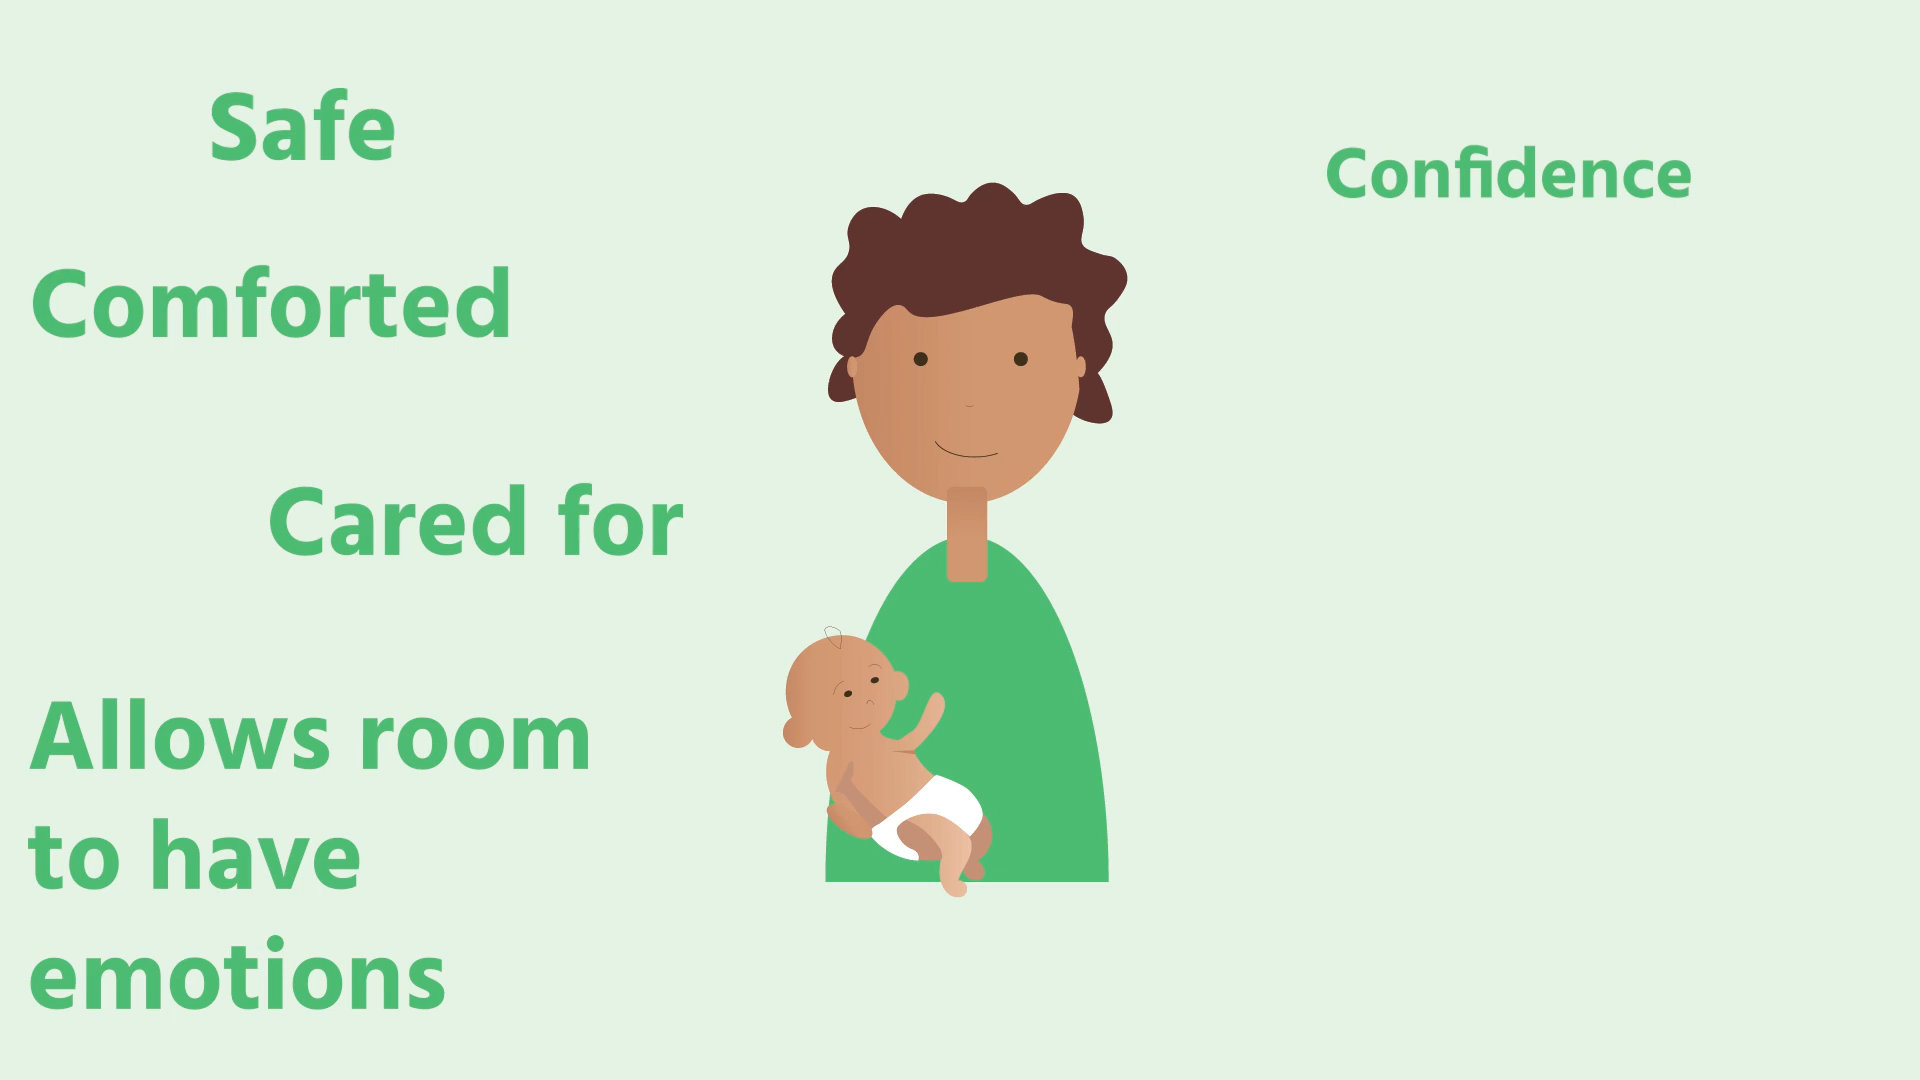 Safe
Comforted
Cared for
Allows room
to have
emotions
Confidence